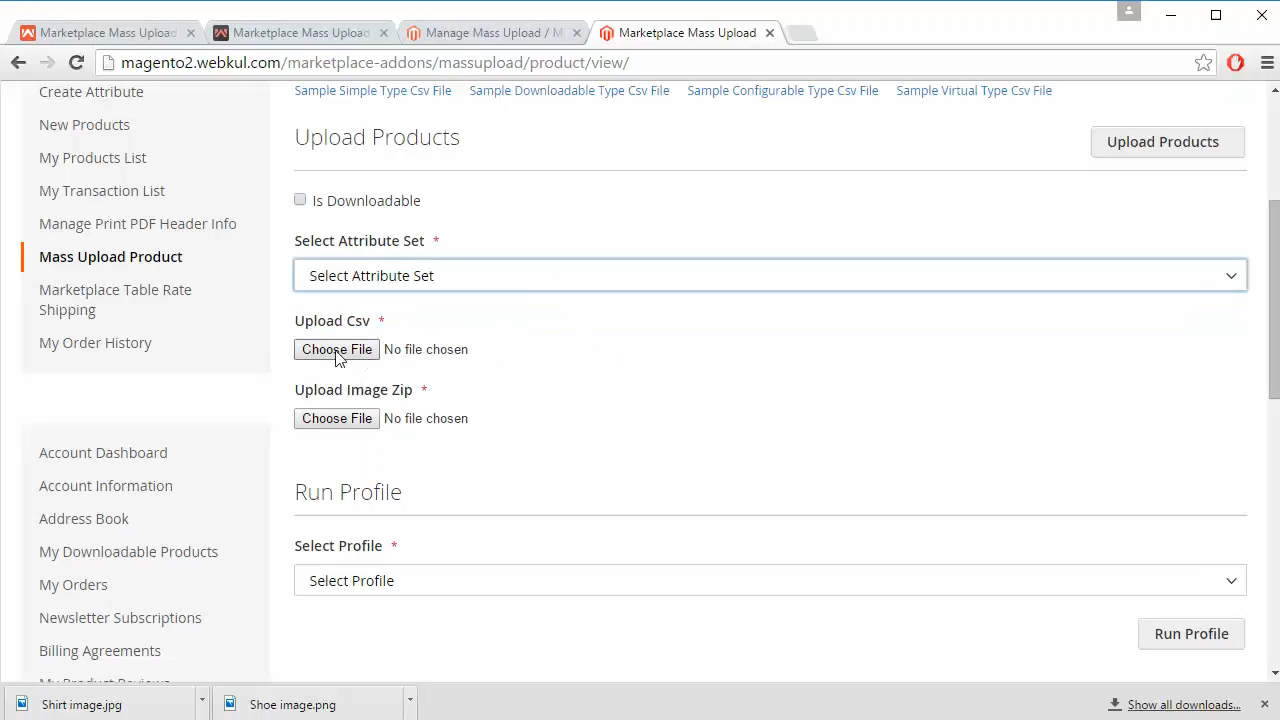 Marketplace Mass Upload
Marketplace Mass Upload
Manage Mass Upload / M
Marketplace Mass Upload
magento2.webkul.com/marketplace-addons/massupload/product/view/
Create Attribute
New Products
My Products List
My Transaction List
Manage Print PDF Header Info
Mass Upload Product
Marketplace Table Rate
Shipping
My Order History
Account Dashboard
Account Information
Address Book
My Downloadable Products
My Orders
Newsletter Subscriptions
Billing Agreements
My Product Reviews
Sample Simple Type Csv File Sample Downloadable Type Csv File Sample Configurable Type Csv File Sample Virtual Type Csv File
Upload Products
Upload Products
Is Downloadable
Select Attribute Set *
Select Attribute Set
Upload Csv *
Choose File No file chosen
Upload Image Zip *
Choose File No file chosen
Run Profile
Select Profile *
Select Profile
Run Profile
Shirt image.jpg
Shoe image.png
Show all downloads...